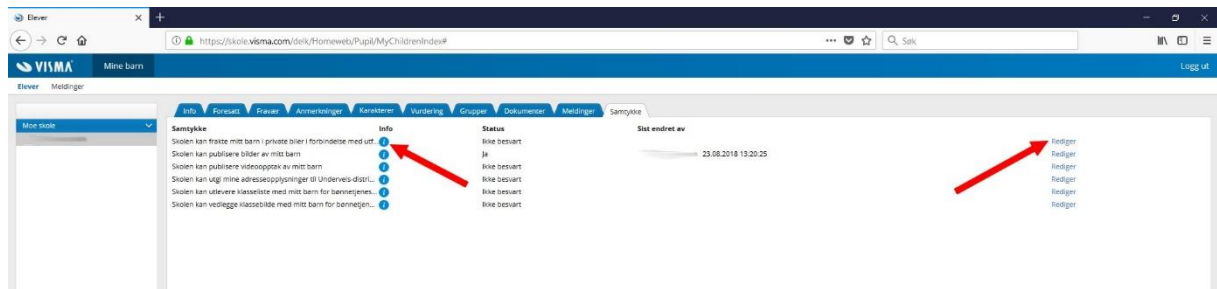 Elever
https://skole.visma.com/delk/Homeweb/Pupil/MyChildrenIndex#
Søk
VISMA Mine barn Logg ut
Elever Meldinger
Info Foresatt Fravær Anmerkninger Karakterer Vurdering Grupper Dokumenter Meldinger Samtykke
Moe skole
Samtykke Info Status Sist endret av
Skolen kan frakte mitt barn i private biler i forbindelse med utf... Ikke besvart Rediger
Skolen kan publisere bilder av mitt barn Ja 23.08.2018 13:20:25 Rediger
Skolen kan publisere videoopptak av mitt barn Ikke besvart Rediger
Skolen kan utgi mine adresseopplysninger til Underveis-distri... Ikke besvart Rediger
Skolen kan utlevere klasseliste med mitt barn for bønnetjenes... Ikke besvart Rediger
Skolen kan vedlegge klassebilde med mitt barn for bønnetjen... Ikke besvart Rediger